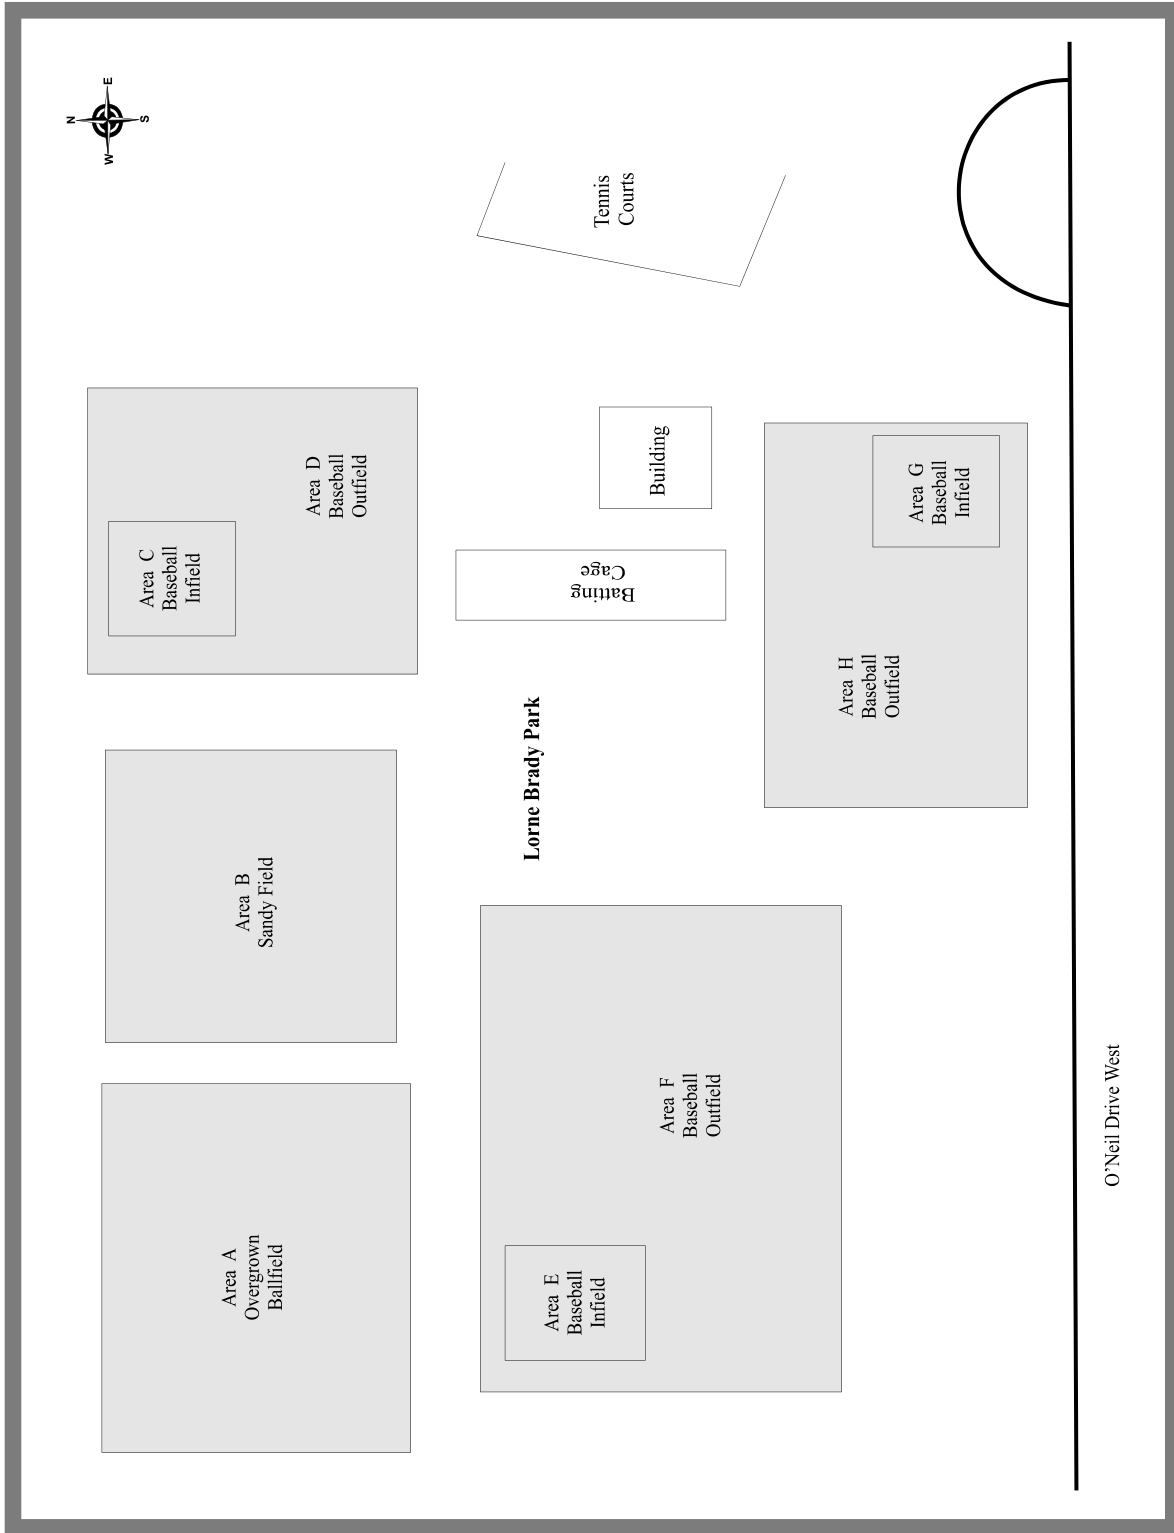 N
E
S
W
Tennis
Courts
Area D
Baseball
Outfield
Area C
Baseball
Infield
Building
Batting
Cage
Area G
Baseball
Infield
Area H
Baseball
Outfield
Lorne Brady Park
Area B
Sandy Field
Area A
Overgrown
Ballfield
Area F
Baseball
Outfield
Area E
Baseball
Infield
O'Neil Drive West